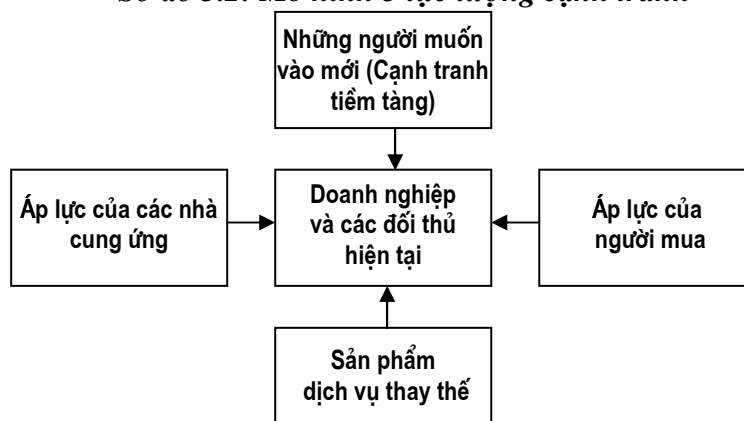 Những người muốn
vào mới (Cạnh tranh
tiềm tàng)
Áp lực của các nhà
cung ứng
Doanh nghiệp
và các đối thủ
hiện tại
Áp lực của
người mua
Sản phẩm
dịch vụ thay thế